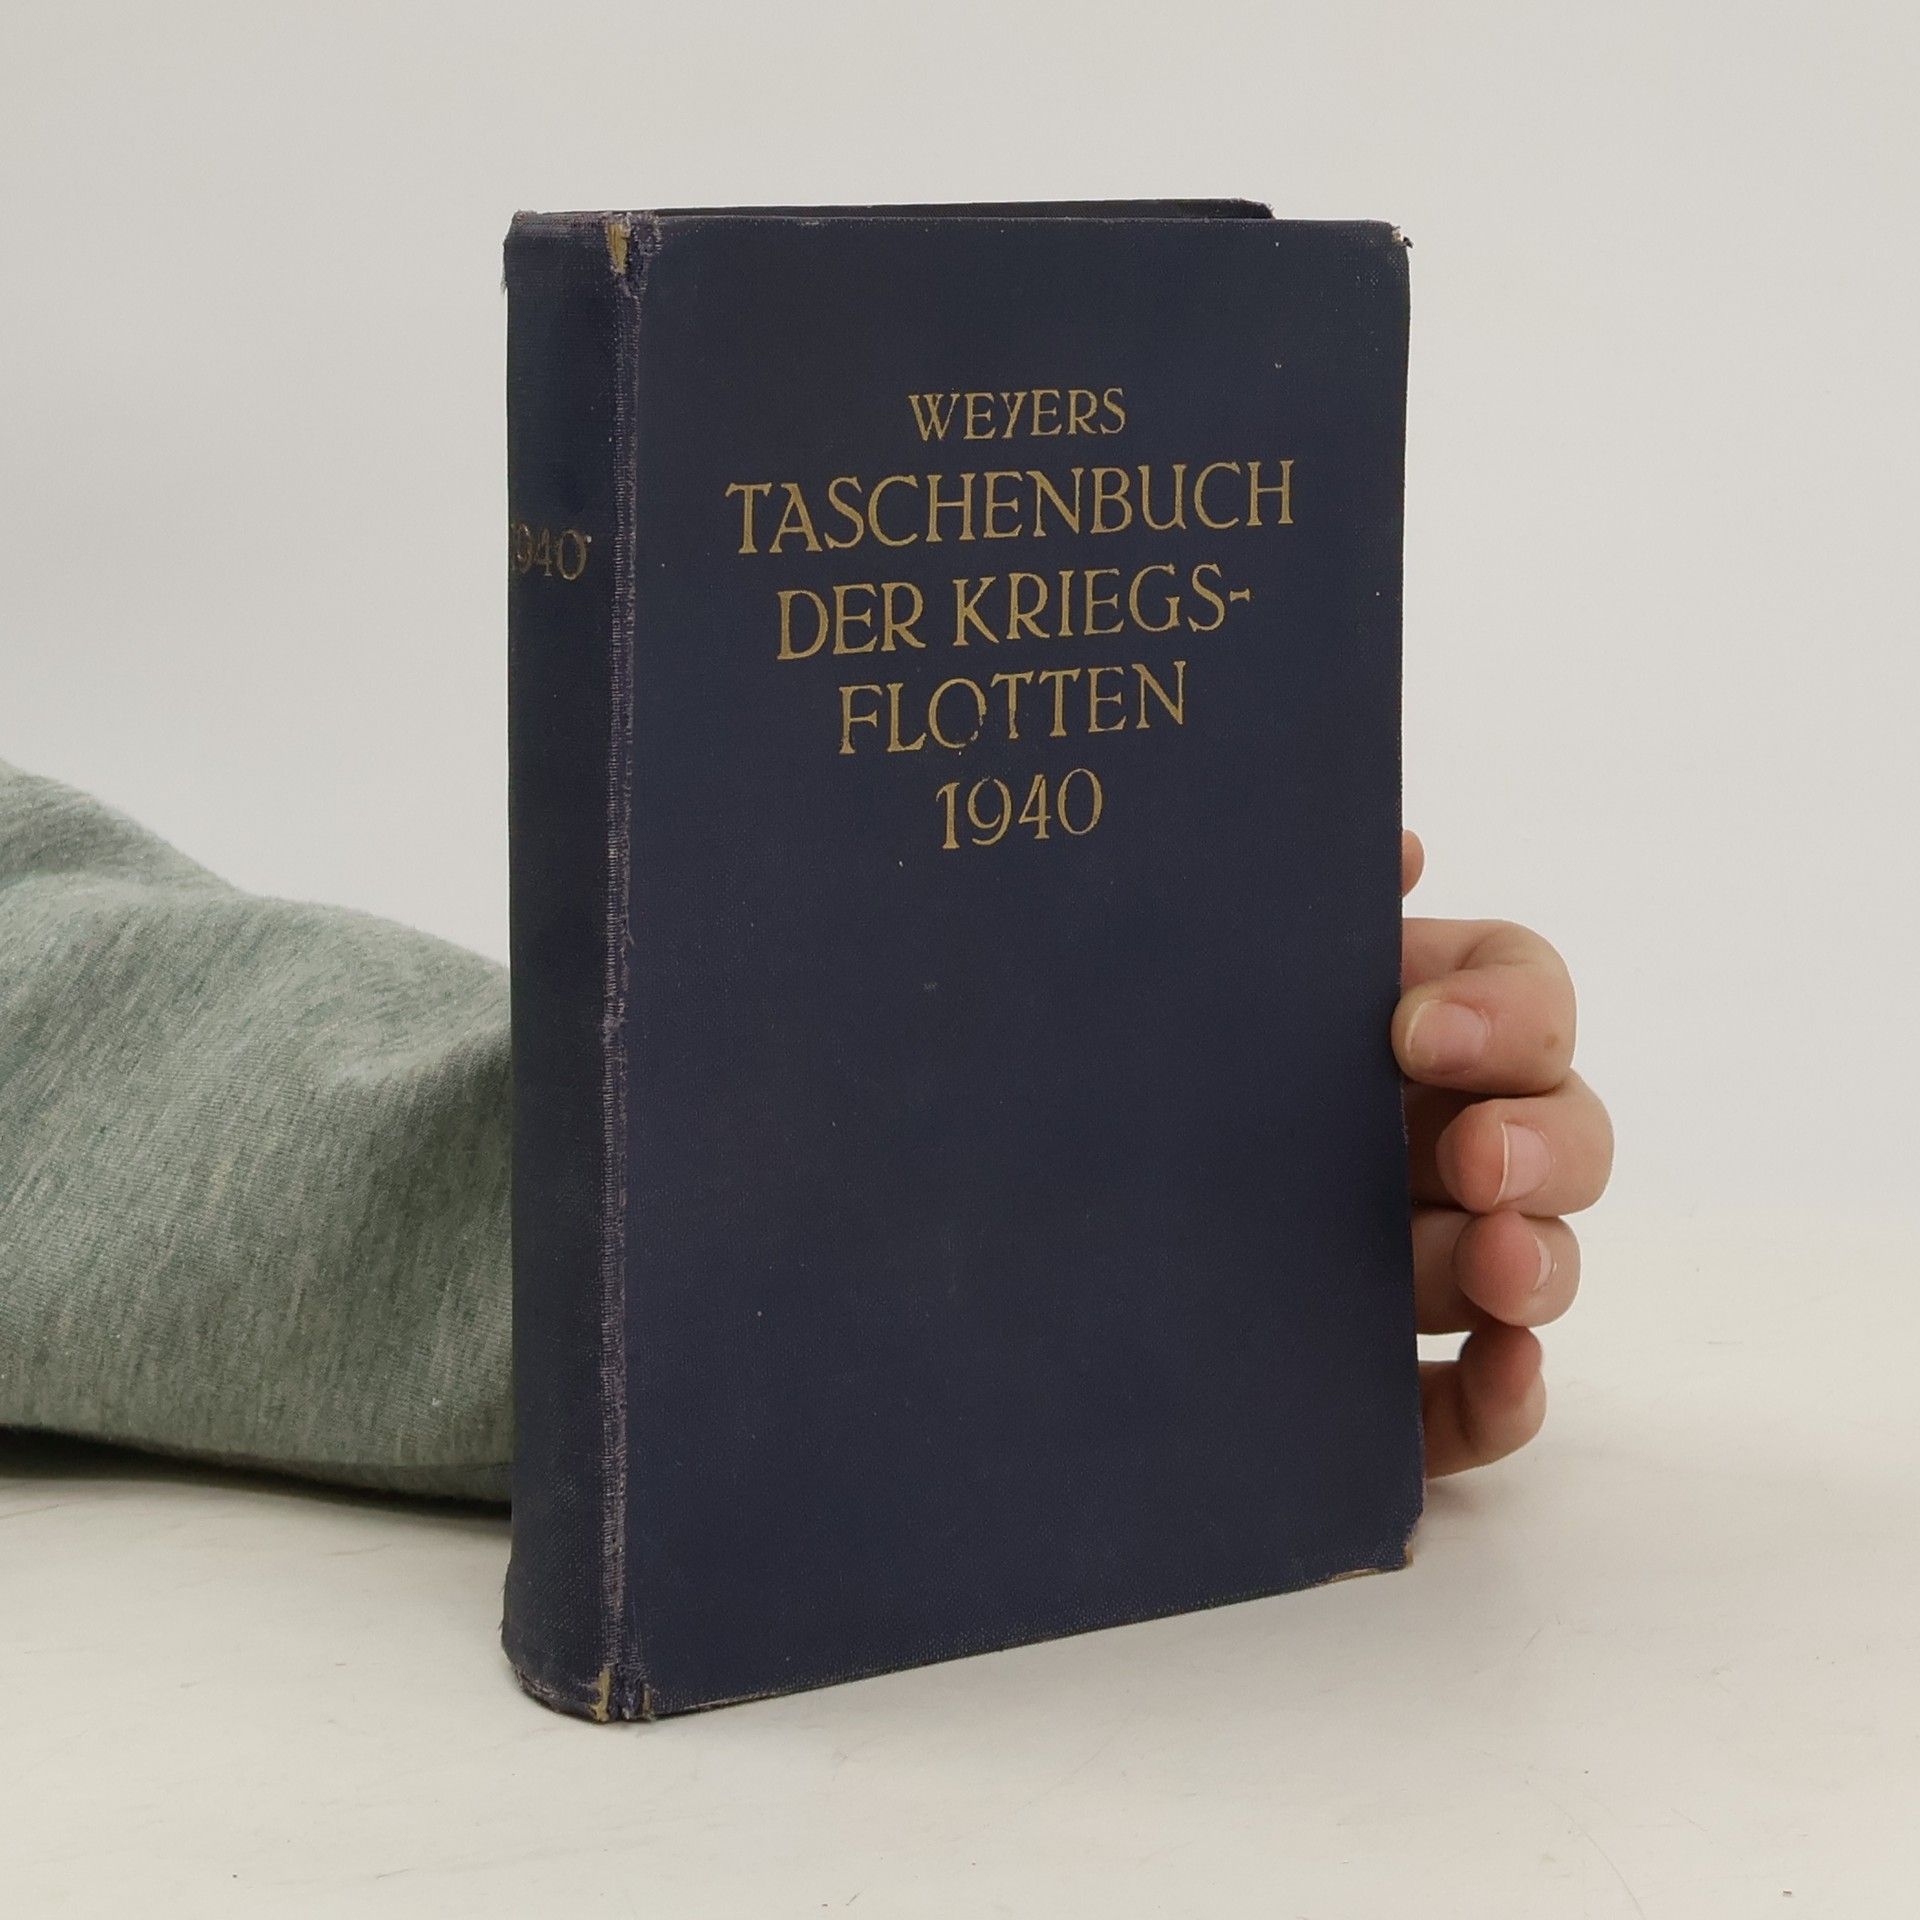 WEYERS
TASCHENBUCH
DER KRIEGS-
FLOTTEN
1940
1940